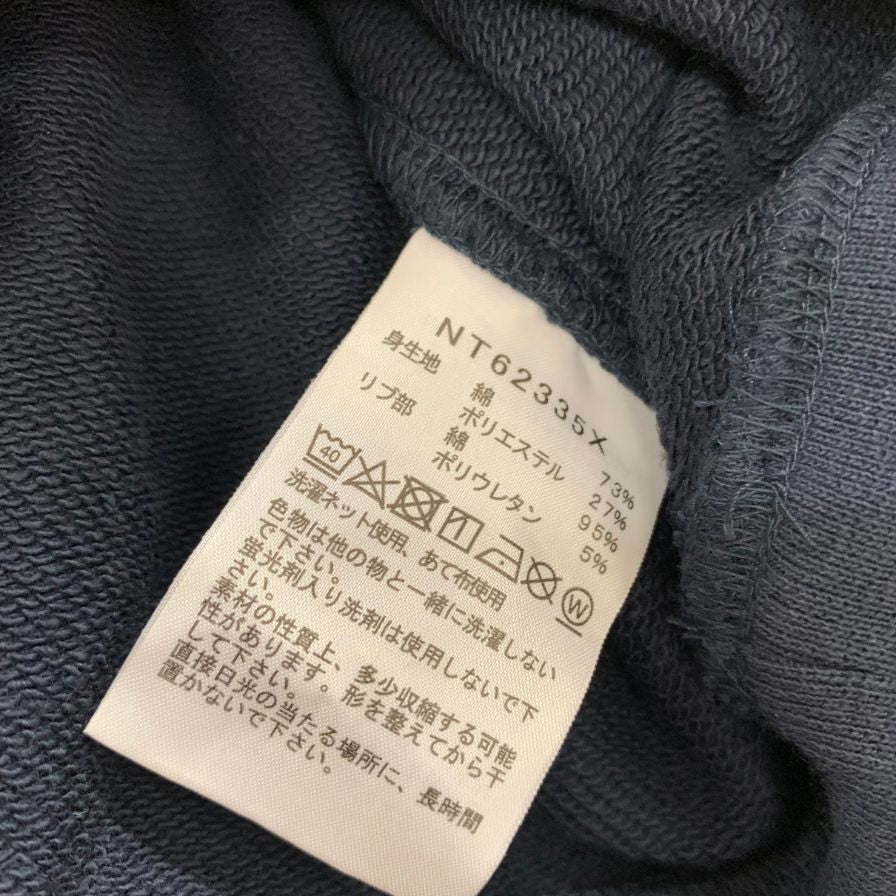 NT62335X
身生地 綿 73%
ポリエステル 27%
リブ部 綿 95%
ポリウレタン 5%
40 W
洗濯ネット使用、あて布使用
色物は他の物と一緒に洗濯しない
で下さい。
蛍光剤入り洗剤は使用しないで下
さい。
素材の性質上、多少収縮する可能
性があります。形を整えてから干
して下さい。
直接日光の当たる場所に、長時間
置かないで下さい。